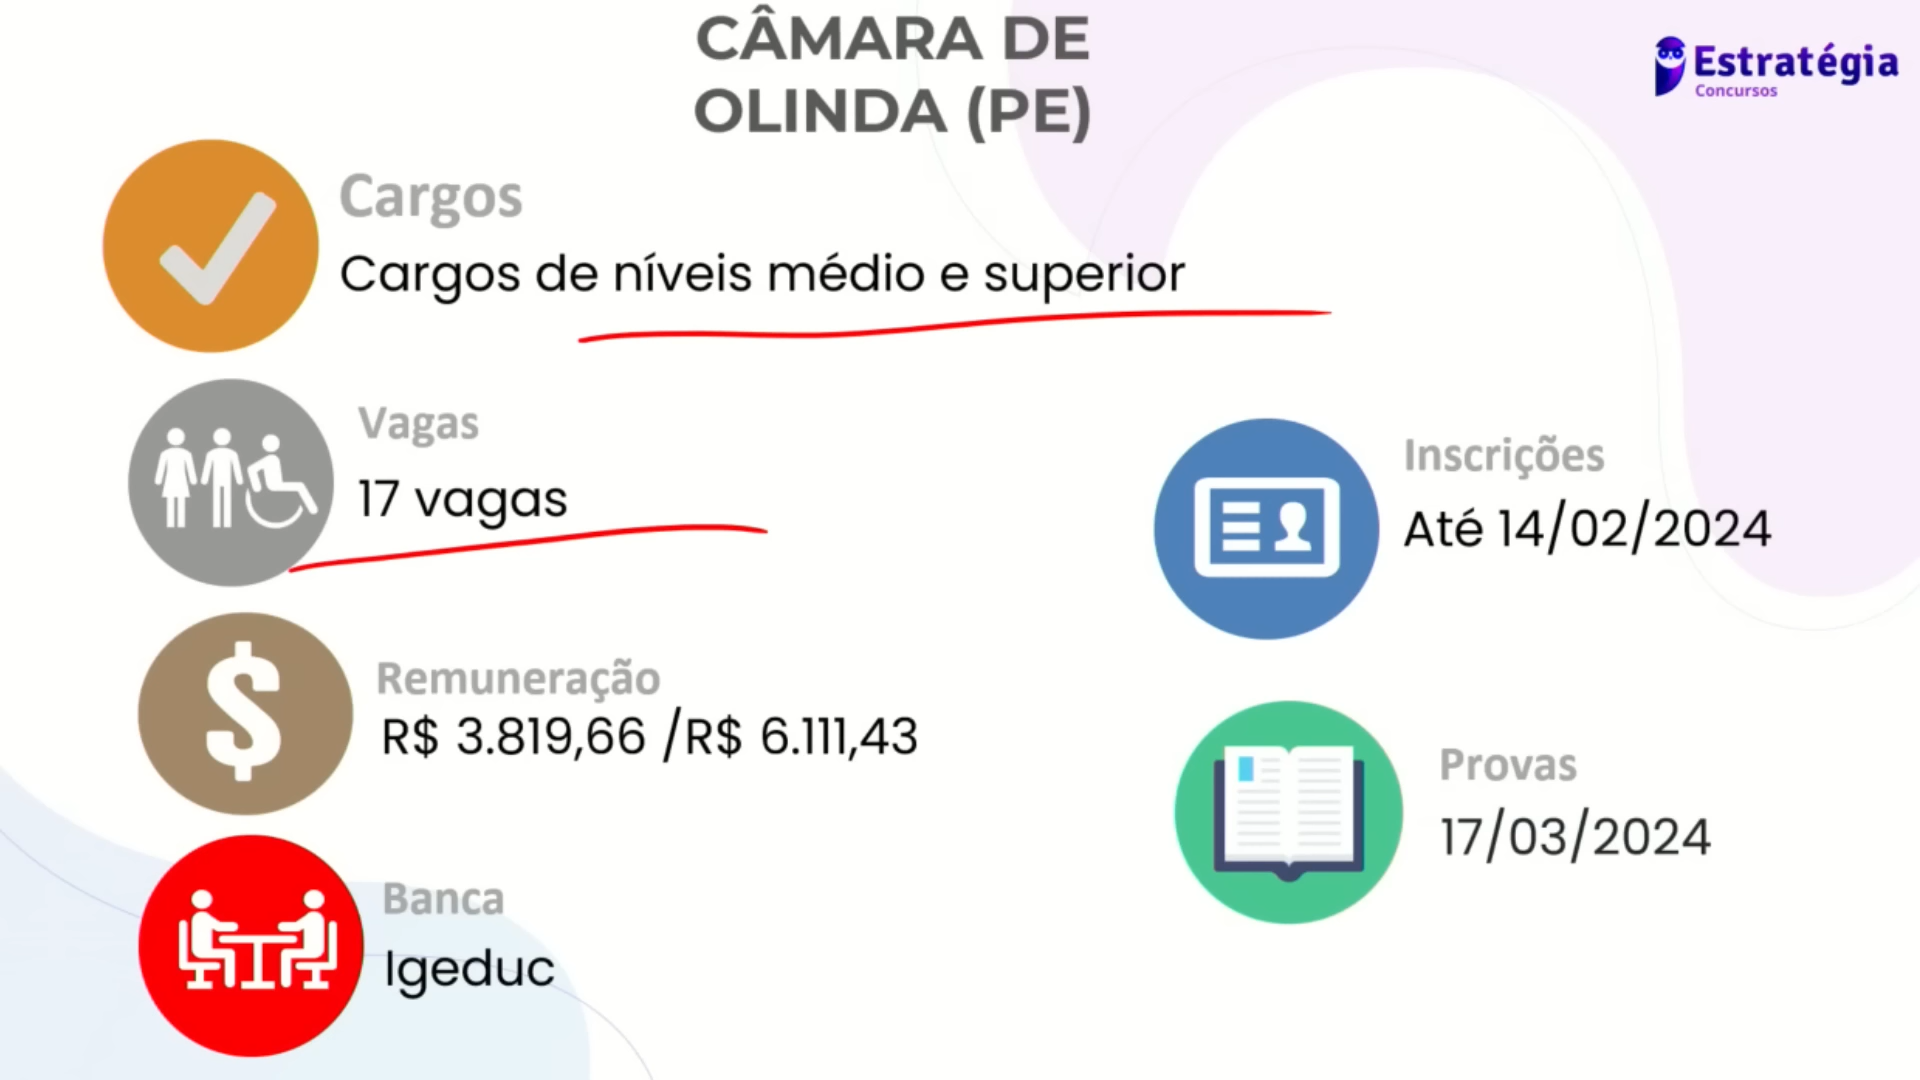 CÂMARA DE
OLINDA (PE)
Estratégia
Concursos
Cargos
Cargos de níveis médio e superior
Vagas
17 vagas
Inscrições
Até 14/02/2024
Remuneração
R$ 3.819,66 /R$ 6.111,43
Provas
17/03/2024
Banca
Igeduc